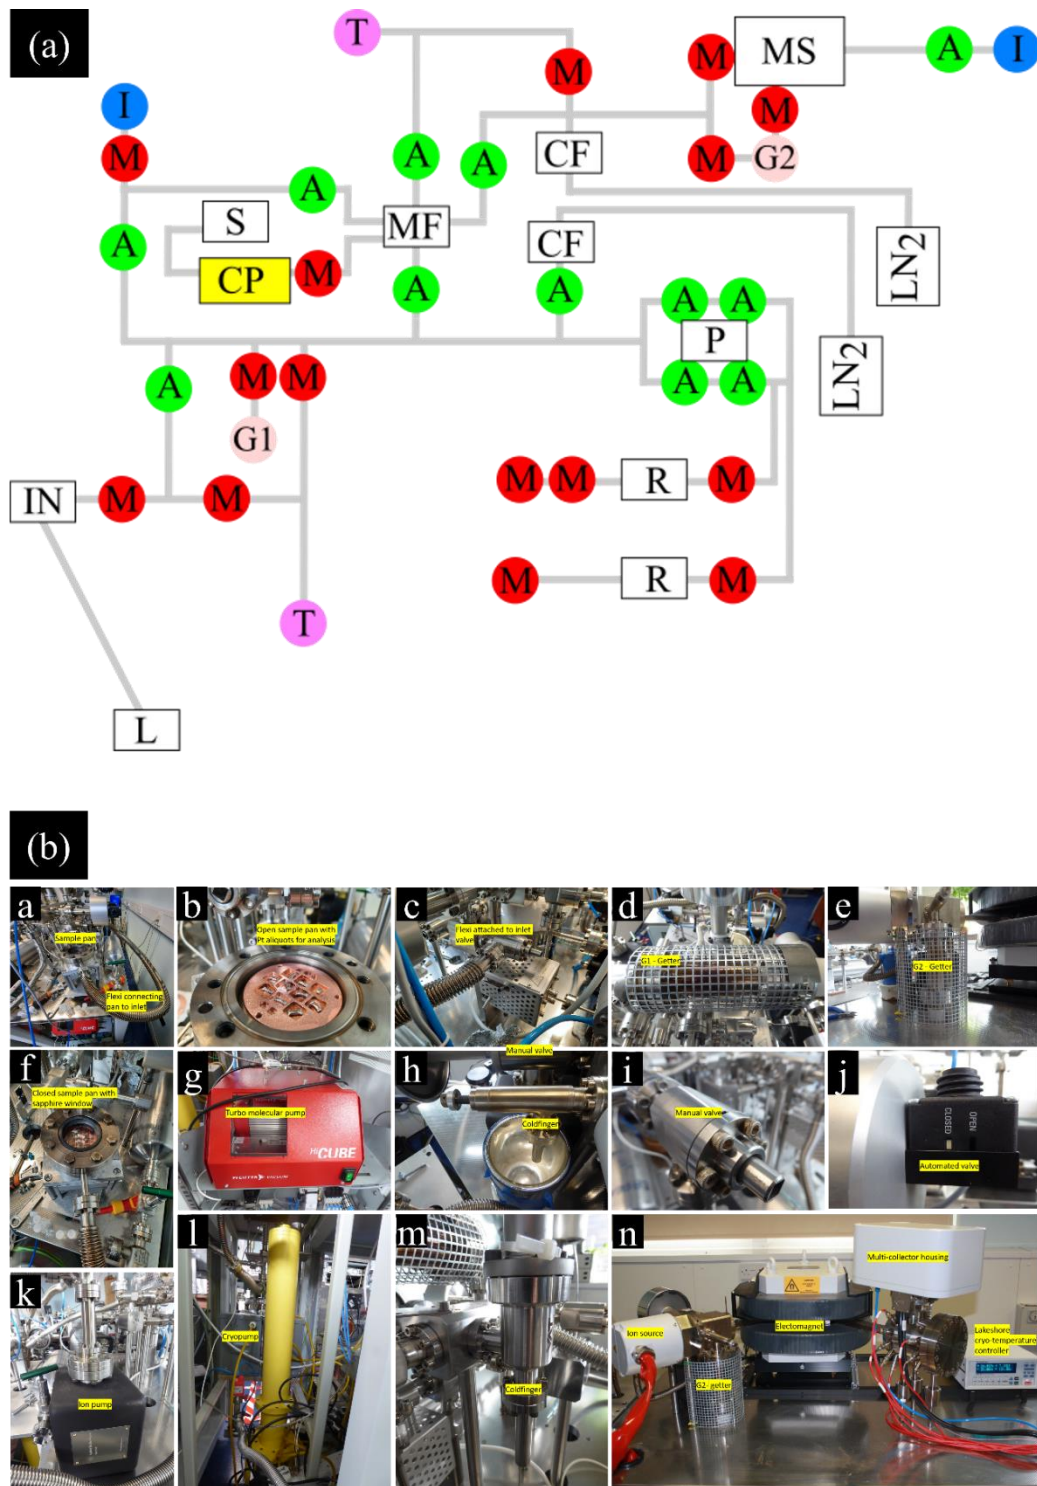 (a)
T
M
M
MS
A
I
I
M
A
A
CF
M
M
G2
A
S
MF
CF
LN2
A
CP
M
A
A
A
A
P
LN2
A
M
M
A
A
G1
M
M
R
M
IN
M
M
M
R
M
T
L
(b)
a
Sample pan
Flexi connecting
pan to inlet
b
Open sample pan with
Pt aliquots for analysis
c
Flexi attached to inlet
valve
d
G1 - Getter
e
G2 - Getter
f
Closed sample pan with
sapphire window
g
Turbo molecular pump
HiCUBE
PFEIFFER VACUUM
h
Manual valve
Coldfinger
i
Manual valve
j
CLOSED
OPEN
Automated valve
k
Ion pump
l
Cryopump
m
Coldfinger
n
Multi-collector housing
Ion source
Electomagnet
G2- getter
Lakeshore
cryo-temperature
controller